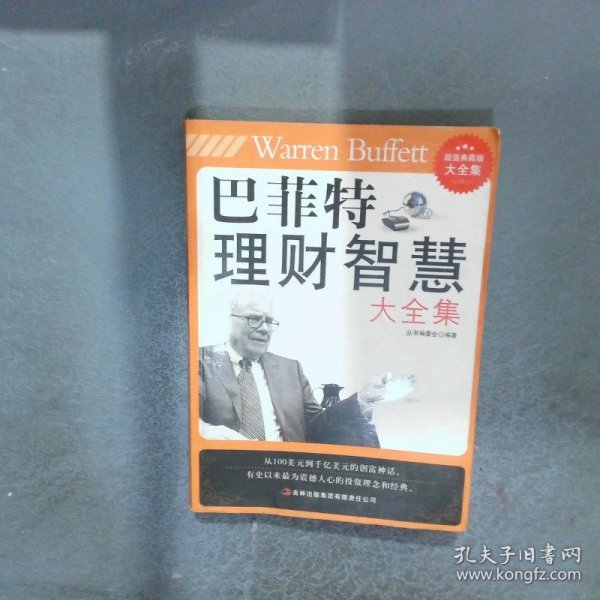 Warren Buffett
超值典藏版
大全集
巴菲特
理财智慧
大全集
丛书编委会◎编著
从100美元到千亿美元的创富神话,
有史以来最为震撼人心的投资理念和经典。
吉林出版集团有限责任公司
孔夫子旧书网
www.kongfz.com